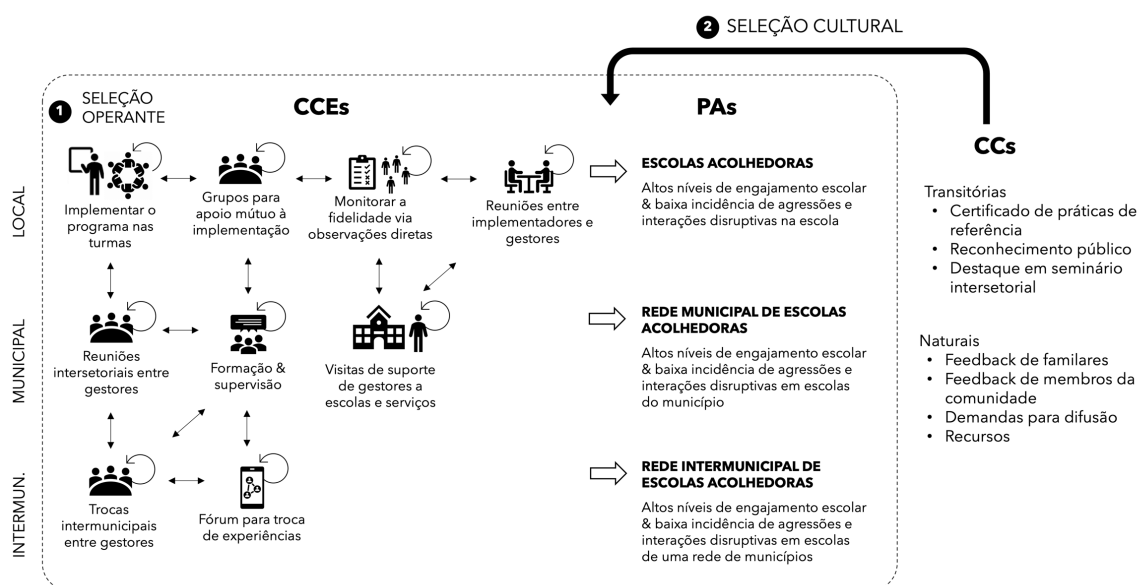 2 SELEÇÃO CULTURAL
1 SELEÇÃO
OPERANTE
CCEs
PAs
CCs
LOCAL
Implementar o
programa nas
turmas
Grupos para
apoio mútuo à
implementação
Monitorar a
fidelidade via
observações diretas
Reuniões entre
implementadores e
gestores
ESCOLAS ACOLHEDORAS
Altos níveis de engajamento escolar
& baixa incidência de agressões e
interações disruptivas na escola
MUNICIPAL
Reuniões
intersetoriais entre
gestores
Formação &
supervisão
Visitas de suporte
de gestores a
escolas e serviços
REDE MUNICIPAL DE ESCOLAS
ACOLHEDORAS
Altos níveis de engajamento escolar
& baixa incidência de agressões e
interações disruptivas em escolas
do município
INTERMUN.
Trocas
intermunicipais
entre gestores
Fórum para troca
de experiências
REDE INTERMUNICIPAL DE
ESCOLAS ACOLHEDORAS
Altos níveis de engajamento escolar
& baixa incidência de agressões e
interações disruptivas em escolas
de uma rede de municípios
Transitórias
• Certificado de práticas de
referência
• Reconhecimento público
• Destaque em seminário
intersetorial
Naturais
• Feedback de familares
• Feedback de membros da
comunidade
• Demandas para difusão
• Recursos